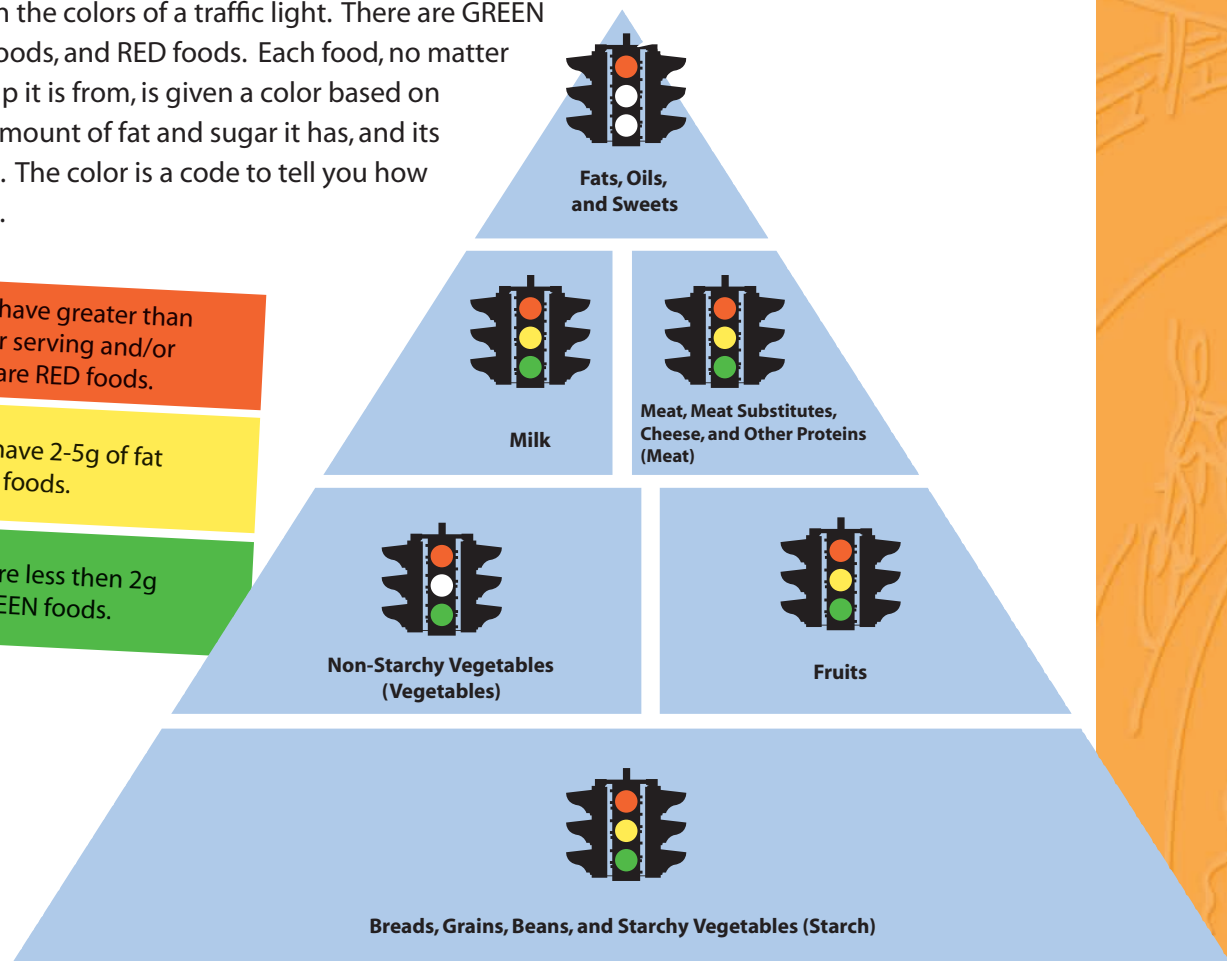 n the colors of a traffic light. There are GREEN
oods, and RED foods. Each food, no matter
p it is from, is given a color based on
mount of fat and sugar it has, and its
. The color is a code to tell you how
.
have greater than
r serving and/or
are RED foods.
have 2-5g of fat
foods.
re less then 2g
EEN foods.
Fats, Oils,
and Sweets
Milk
Meat, Meat Substitutes,
Cheese, and Other Proteins
(Meat)
Non-Starchy Vegetables
(Vegetables)
Fruits
Breads, Grains, Beans, and Starchy Vegetables (Starch)